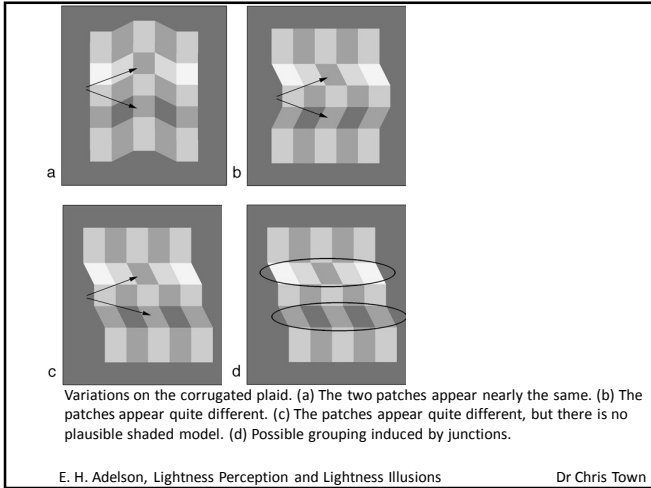 a
b
c
d
Variations on the corrugated plaid. (a) The two patches appear nearly the same. (b) The
patches appear quite different. (c) The patches appear quite different, but there is no
plausible shaded model. (d) Possible grouping induced by junctions.
E. H. Adelson, Lightness Perception and Lightness Illusions
Dr Chris Town